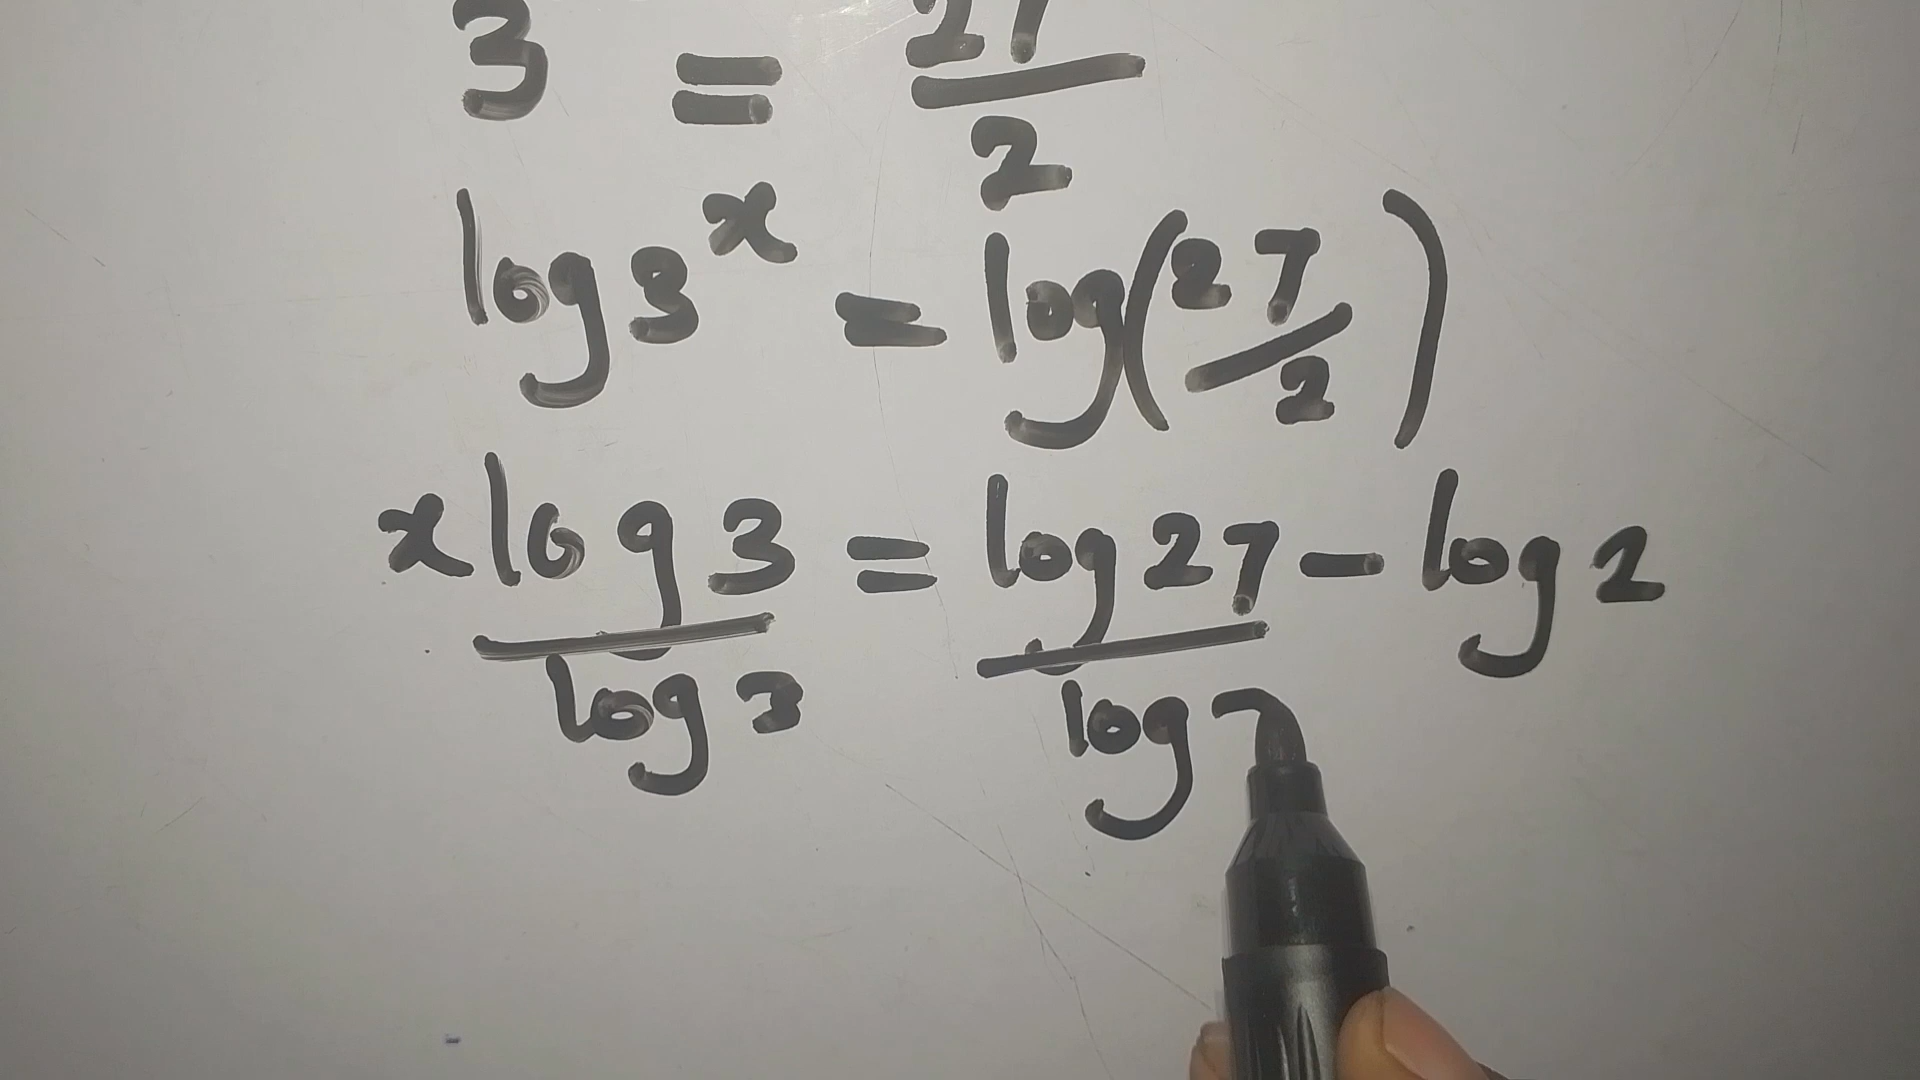 3 = 27/2
log 3^x = log(27/2)
x log 3 = log 27 - log 2
log 3 log